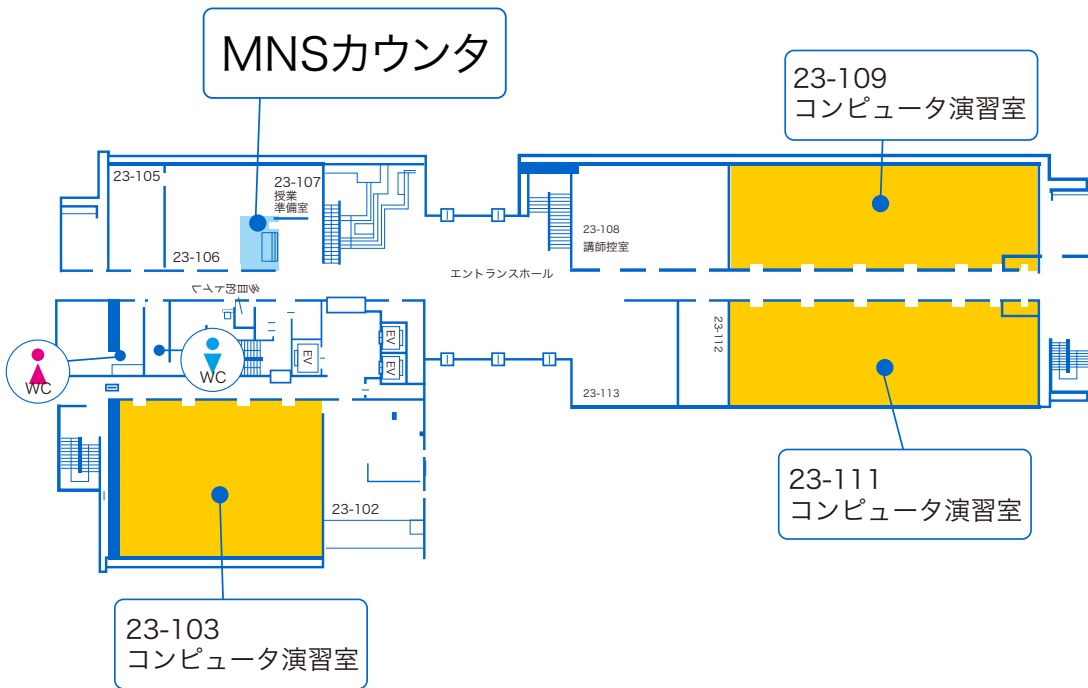 MNSカウンタ
23-109
コンピュータ演習室
23-105
23-107
授業
準備室
23-106
23-108
講師控室
エントランスホール
多目的トイレ
EV
EV
EV
WC
WC
23-112
23-113
23-102
23-111
コンピュータ演習室
23-103
コンピュータ演習室